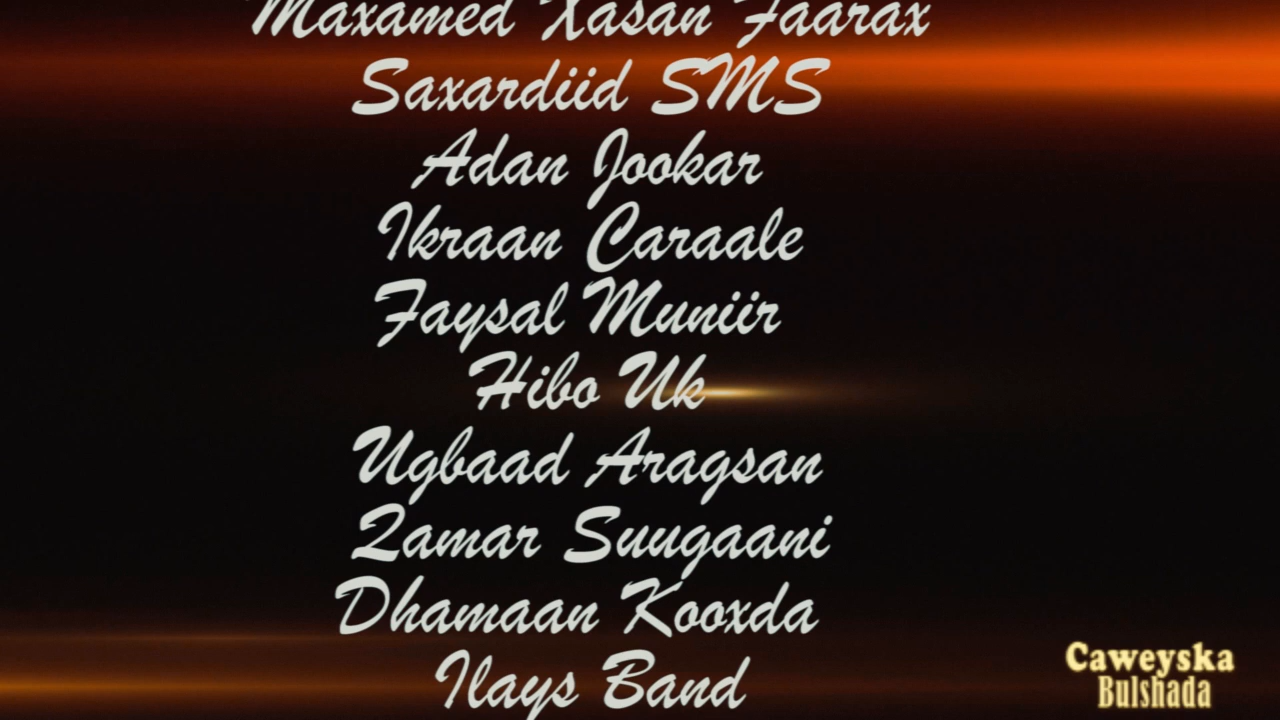 Maxamed Xasan Faarax
Saxardiid SMS
Adan Jookar
Ikraan Caraale
Faysal Muniir
Hibo Uk
Ugbaad Aragsan
Qamar Suugaani
Dhamaan Kooxda
Ilays Band
Caweyska
Bulshada